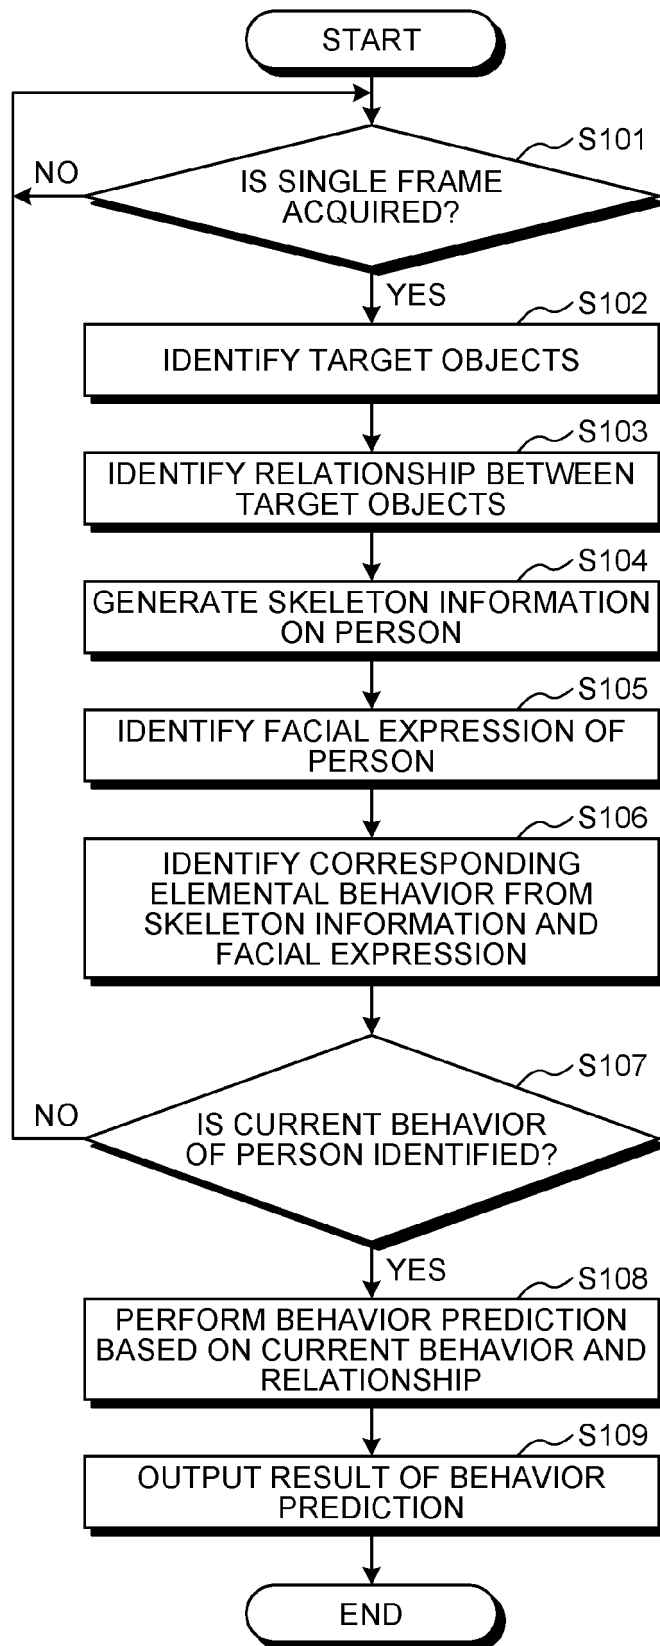 START
S101
NO
IS SINGLE FRAME
ACQUIRED?
YES
S102
IDENTIFY TARGET OBJECTS
S103
IDENTIFY RELATIONSHIP BETWEEN
TARGET OBJECTS
S104
GENERATE SKELETON INFORMATION
ON PERSON
S105
IDENTIFY FACIAL EXPRESSION OF
PERSON
S106
IDENTIFY CORRESPONDING
ELEMENTAL BEHAVIOR FROM
SKELETON INFORMATION AND
FACIAL EXPRESSION
S107
NO
IS CURRENT BEHAVIOR
OF PERSON IDENTIFIED?
YES
S108
PERFORM BEHAVIOR PREDICTION
BASED ON CURRENT BEHAVIOR AND
RELATIONSHIP
S109
OUTPUT RESULT OF BEHAVIOR
PREDICTION
END